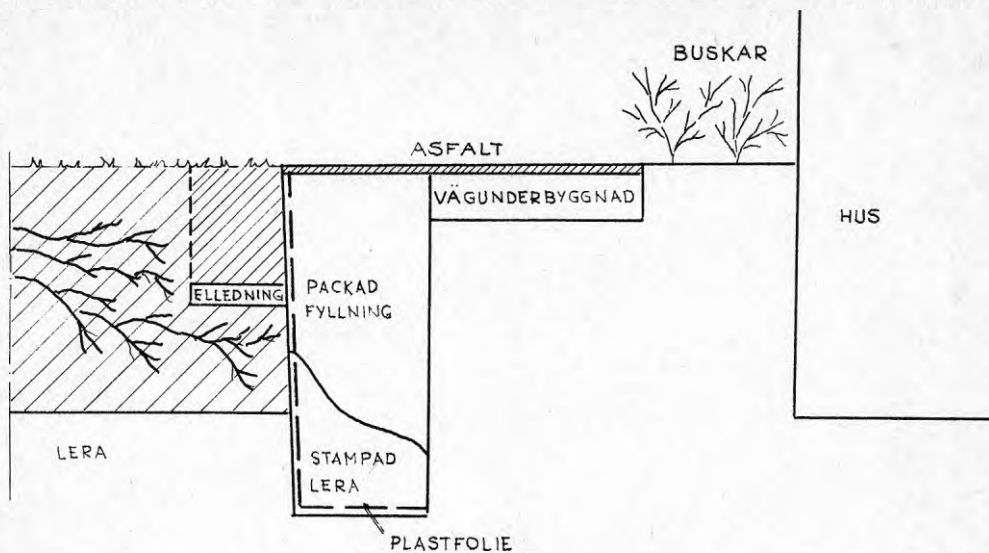 BUSKAR
ASFALT
VÄGUNDERBYGGNAD
HUS
ELLEDNING
PACKAD
FYLLNING
LERA
STAMPAD
LERA
PLASTFOLIE